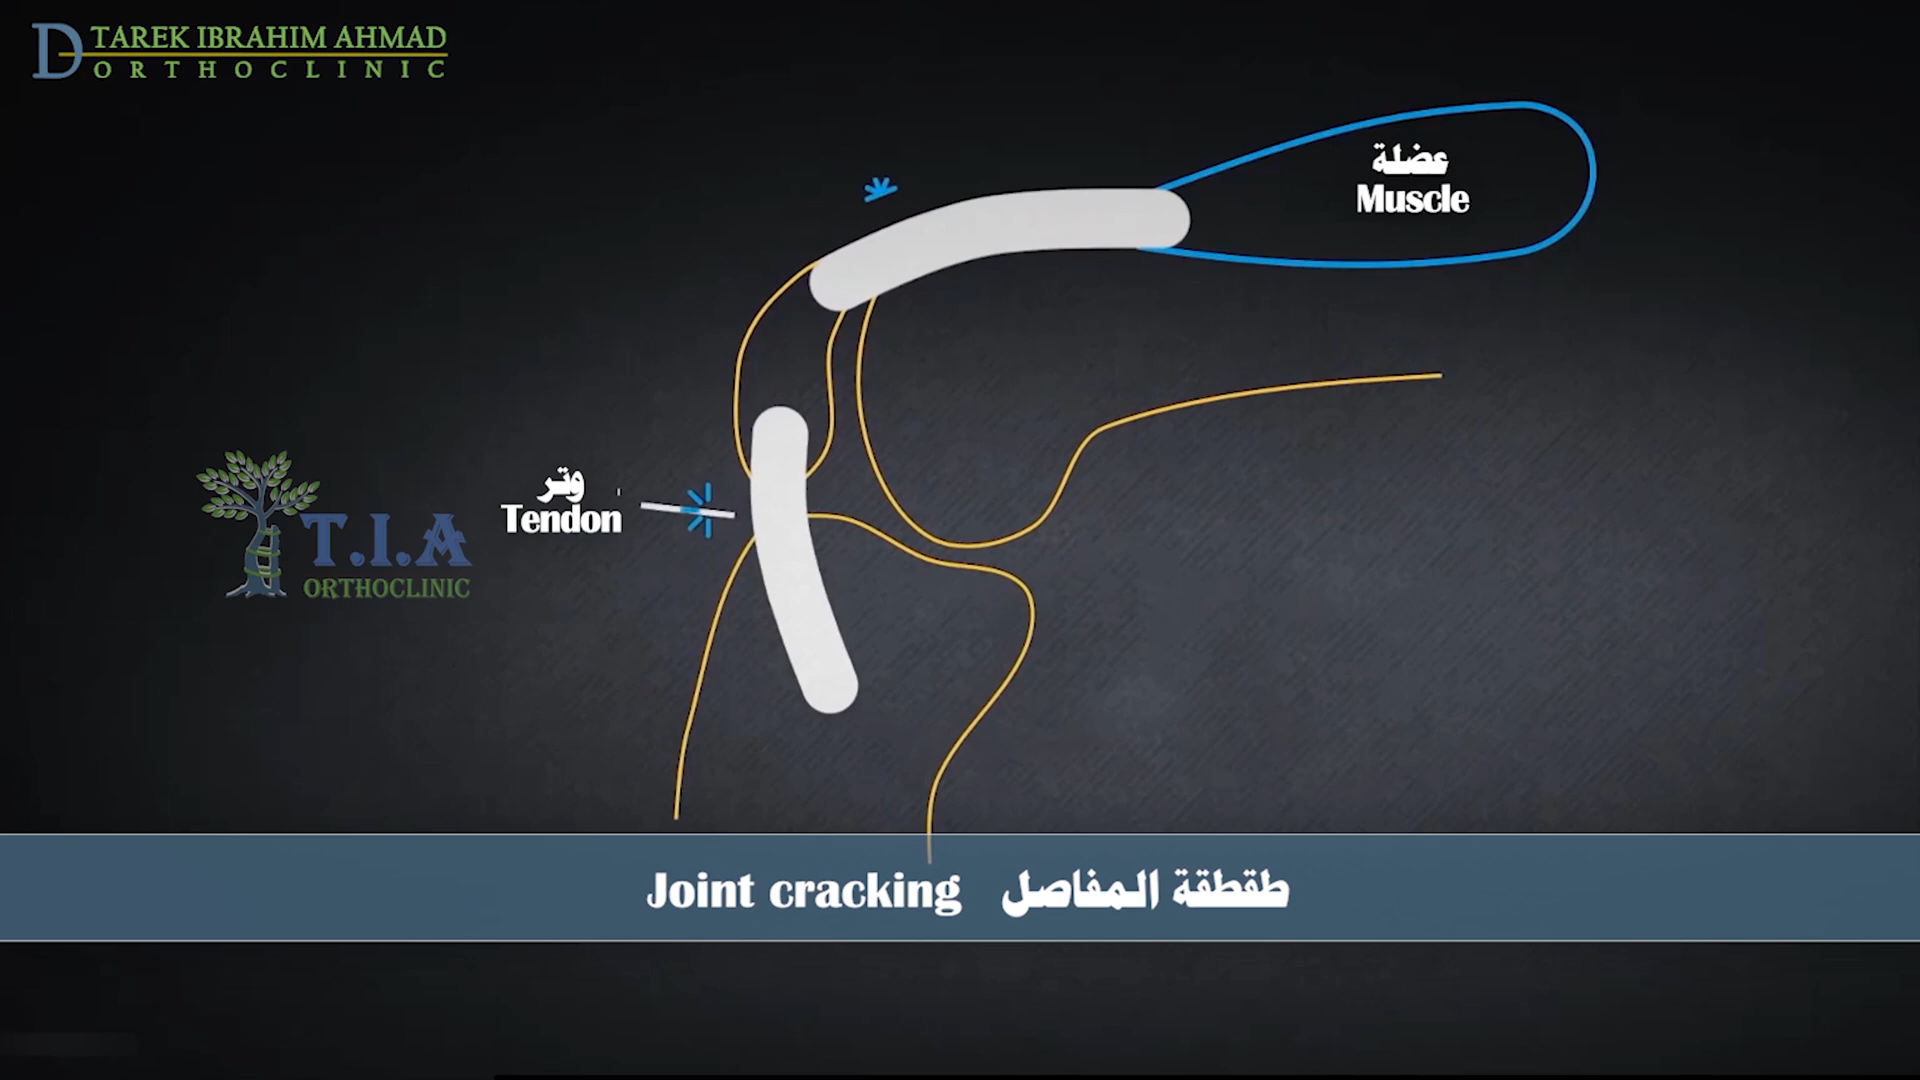 D TAREK IBRAHIM AHMAD
ORTHOCLINIC
عضلة
Muscle
وتر
Tendon
T.I.A
ORTHOCLINIC
Joint cracking طقطقة المفاصل